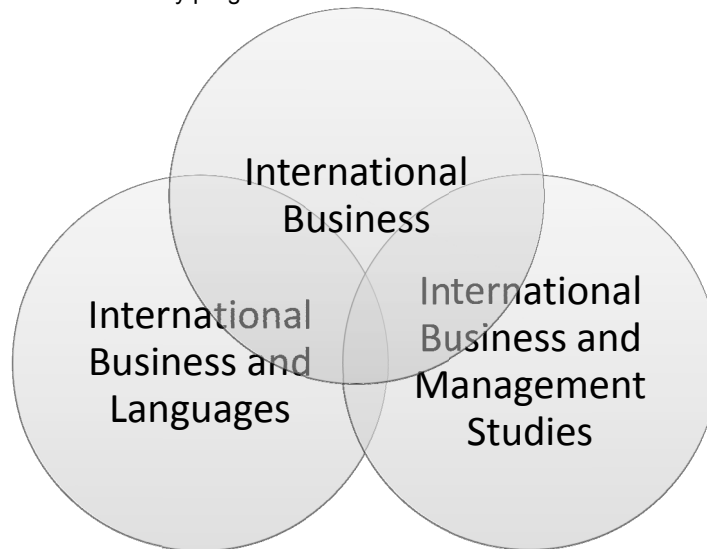 International
Business
International
Business and
Languages
International
Business and
Management
Studies